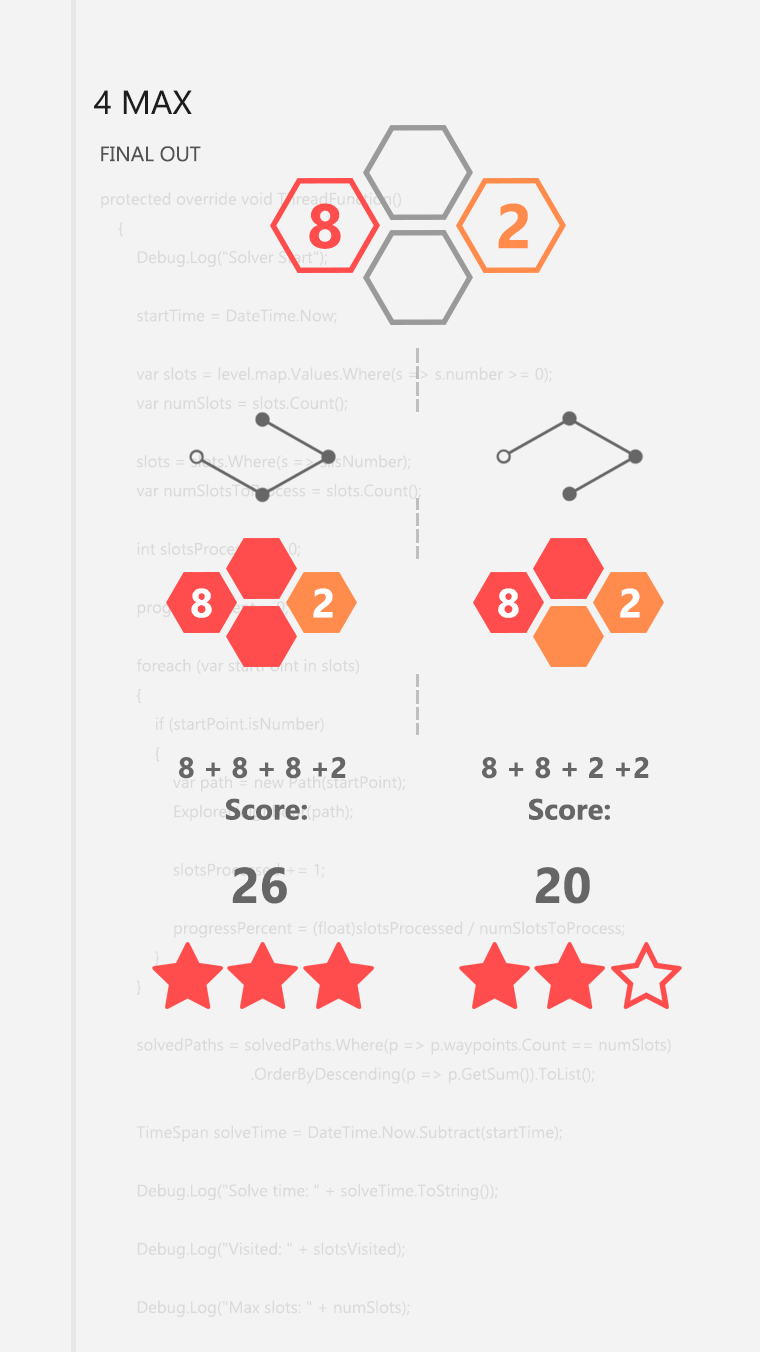 4 MAX
FINAL OUT
protected override void ThreadFunction()
{
8
2
Debug.Log("Solver Start");
startTime = DateTime.Now;
var slots = level.map.Values.Where(s => s.number >= 0);
var numSlots = slots.Count();
slots = slots.Where(s => s.isNumber);
var numSlotsToProcess = slots.Count();
int slotsProcessed = 0;
8 2 8 2
progressPercent = 0;
foreach (var startPoint in slots)
{
if (startPoint.isNumber)
{
8 + 8 + 8 +2 8 + 8 + 2 +2
var path = new Path(startPoint);
Score: Score:
(path);
slotsProcessed += 1;
26 20
progressPercent = (float)slotsProcessed / numSlotsToProcess;
}
}
solvedPaths = solvedPaths.Where(p => p.waypoints.Count == numSlots)
.OrderByDescending(p => p.GetSum()).ToList();
TimeSpan solveTime = DateTime.Now.Subtract(startTime);
Debug.Log("Solve time: " + solveTime.ToString());
Debug.Log("Visited: " + slotsVisited);
Debug.Log("Max slots: " + numSlots);